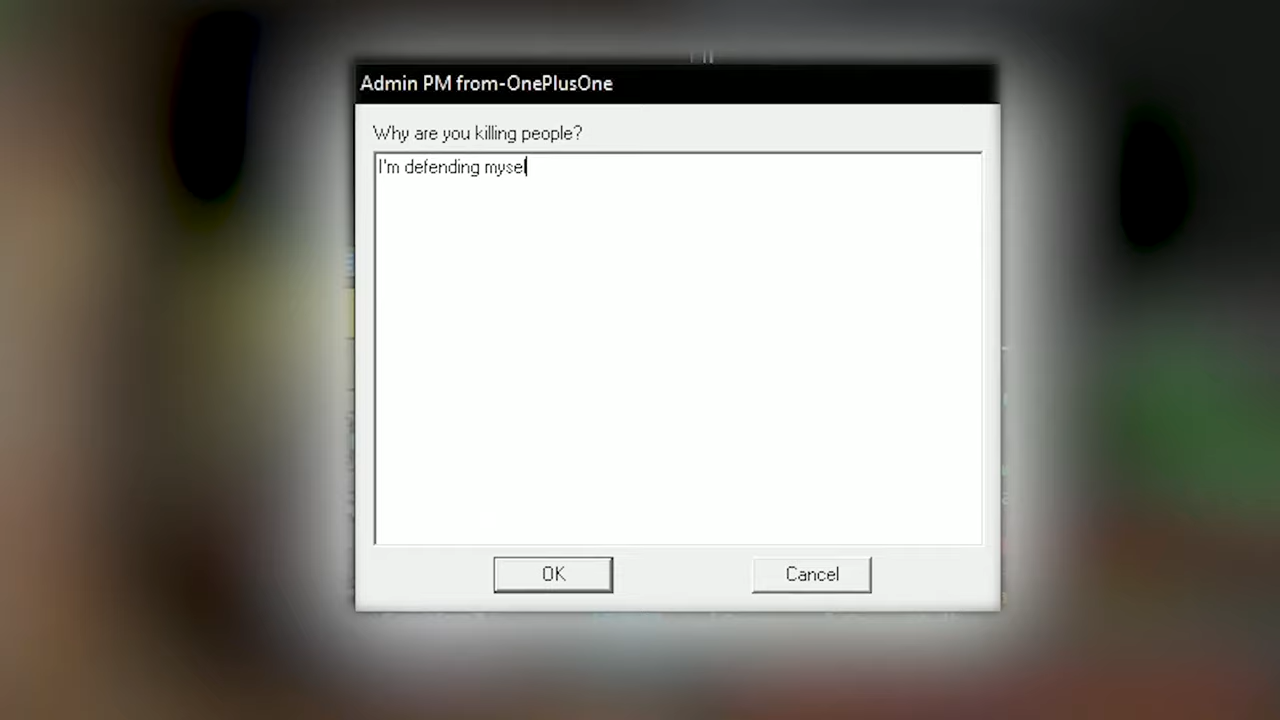 Admin PM from-OnePlusOne
Why are you killing people?
I'm defending mysel
OK
Cancel